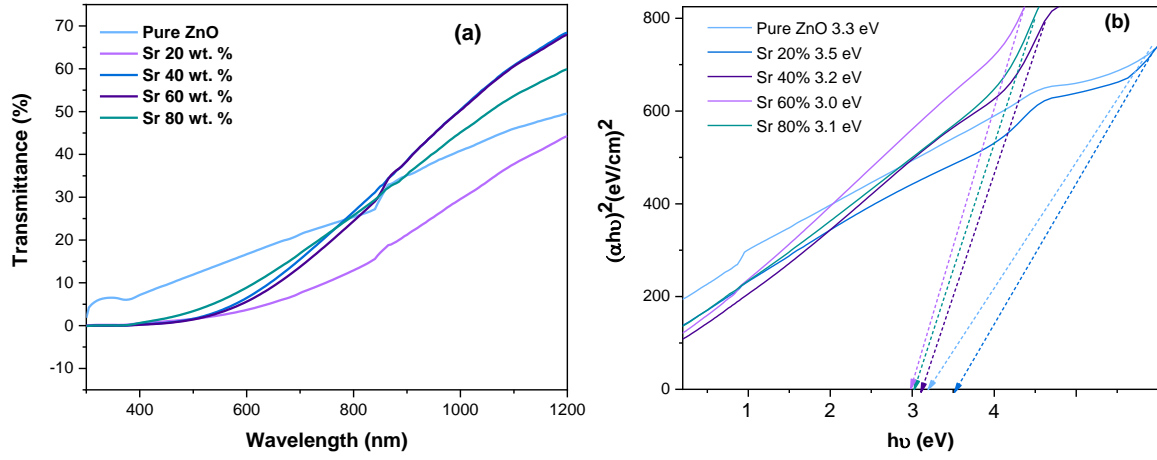 (a)
Pure ZnO
Sr 20 wt. %
Sr 40 wt. %
Sr 60 wt. %
Sr 80 wt. %
Transmittance (%)
70
60
50
40
30
20
10
0
-10
400 600 800 1000 1200
Wavelength (nm)
(b)
Pure ZnO 3.3 eV
Sr 20% 3.5 eV
Sr 40% 3.2 eV
Sr 60% 3.0 eV
Sr 80% 3.1 eV
(αhυ)²(eV/cm)²
800
600
400
200
0
1 2 3 4
hυ (eV)